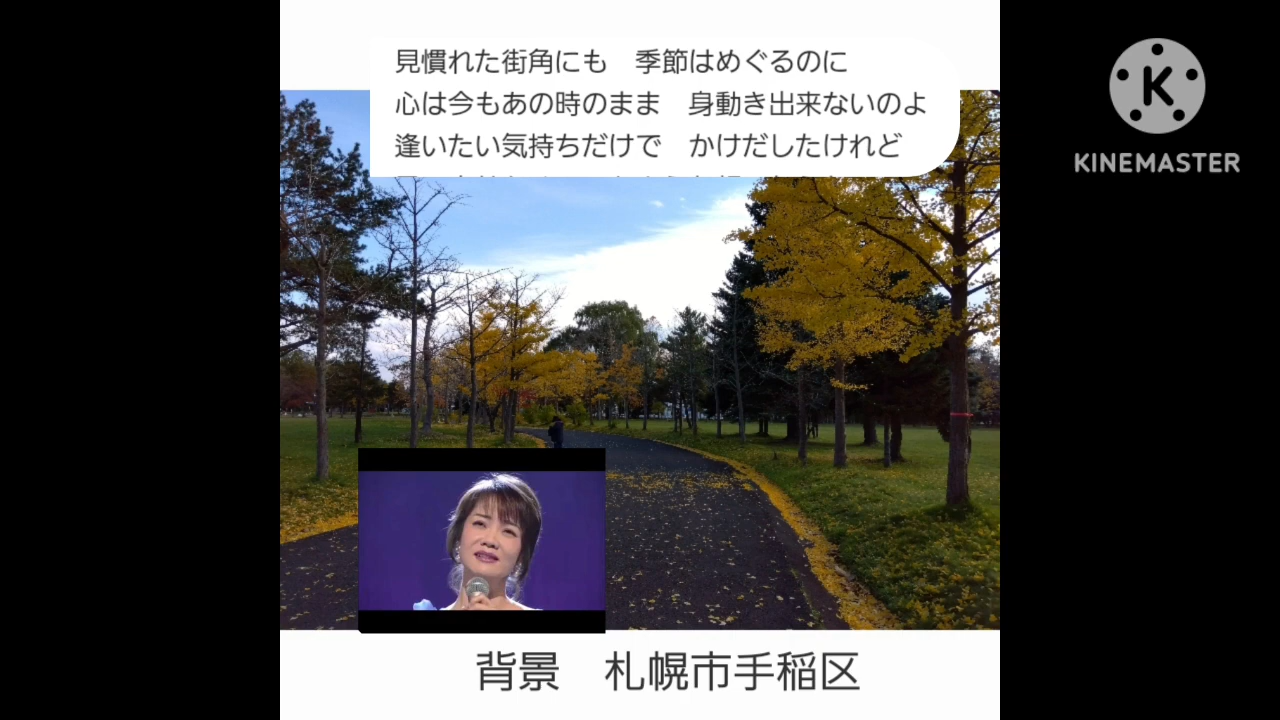 見慣れた街角にも　季節はめぐるのに
心は今もあの時のまま　身動き出来ないのよ
逢いたい気持ちだけで　かけだしたけれど
KINEMASTER
背景　札幌市手稲区